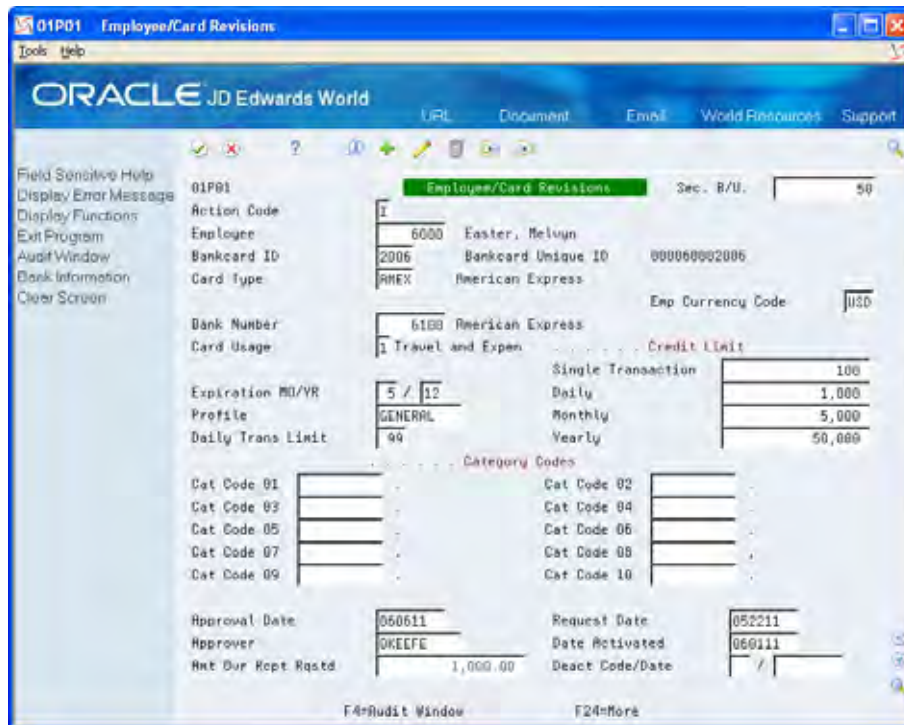 01P01 Employee/Card Revisions
Tools Help
ORACLE JD Edwards World
URL Document Email World Resources Support
Field Sensitive Help
Display Error Message
Display Functions
Exit Program
Audit Window
Bank Information
Clear Screen
01P01 Employee/Card Revisions Sec. B/U. 50
Action Code I
Employee 6000 Easter, Melvyn
Bankcard ID 2006 Bankcard Unique ID 000060002006
Card Type AMEX American Express
Emp Currency Code USD
Bank Number 6100 American Express
Card Usage 1 Travel and Expen . . . . . . . Credit Limit
Single Transaction 100
Expiration MO/YR 5 / 12 Daily 1,000
Profile GENERAL Monthly 5,000
Daily Trans Limit 99 Yearly 50,000
. . . . . . . Category Codes
Cat Code 01 . Cat Code 02 .
Cat Code 03 . Cat Code 04 .
Cat Code 05 . Cat Code 06 .
Cat Code 07 . Cat Code 08 .
Cat Code 09 . Cat Code 10 .
Approval Date 060611 Request Date 052211
Approver OKEEFE Date Activated 060111
Amt Ovr Rcpt Rqstd 1,000.00 Deact Code/Date /
F4=Audit Window F24=More